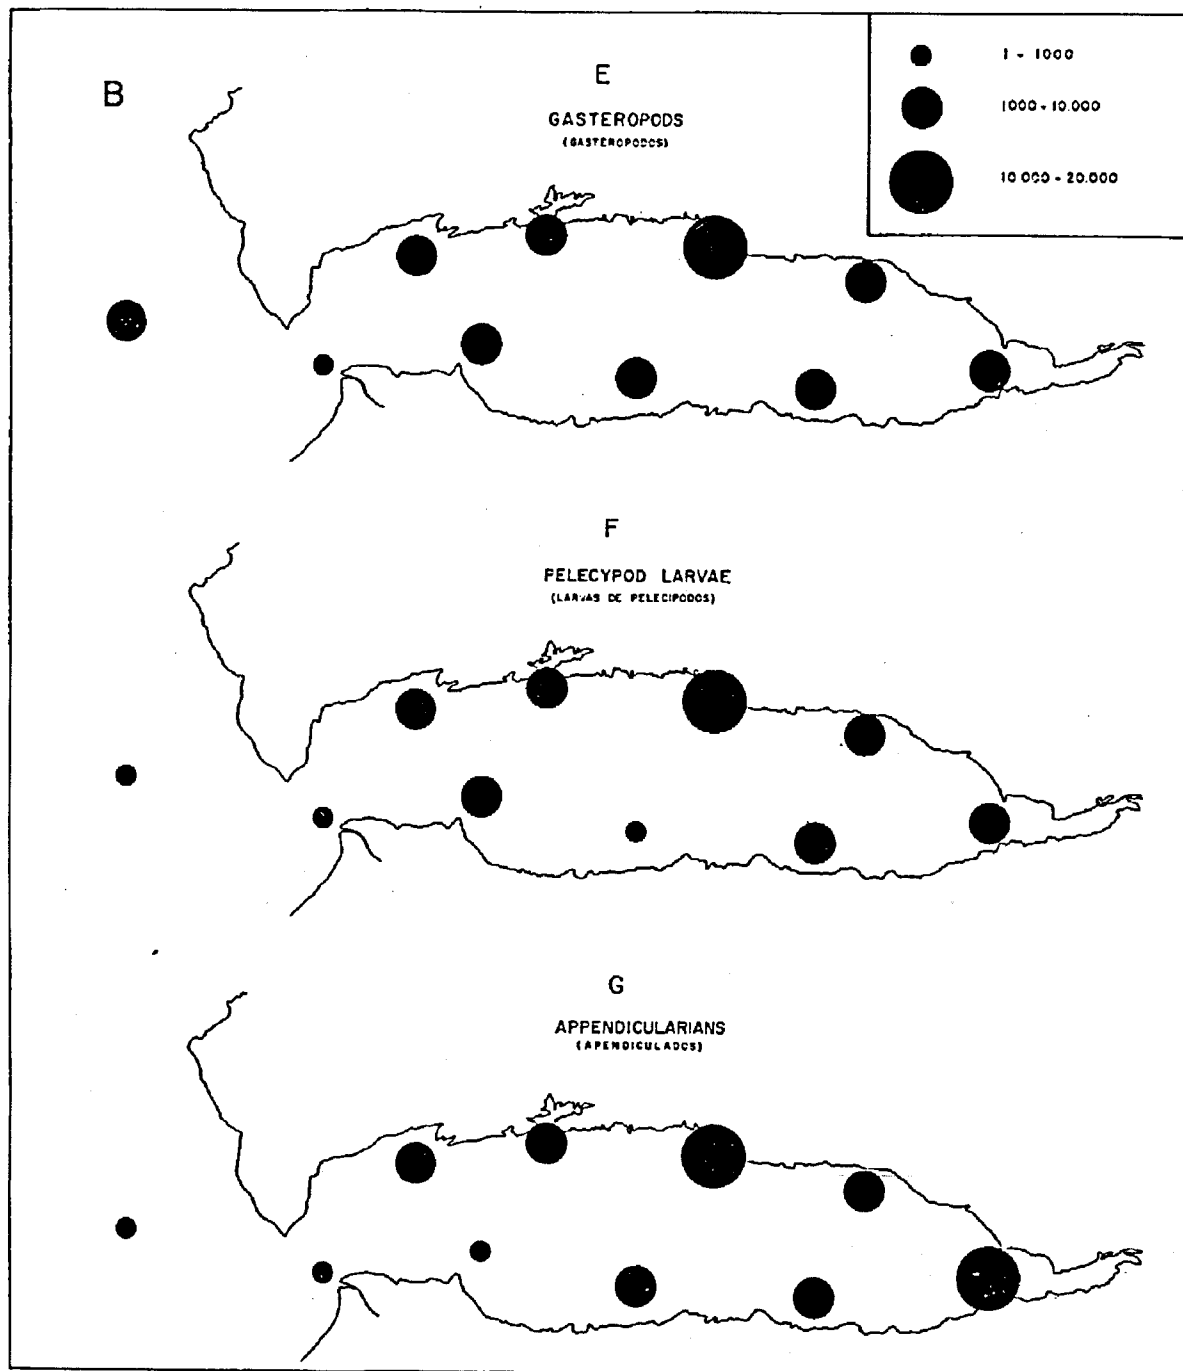 B
1 - 1000
1000 - 10.000
10.000 - 20.000
E
GASTEROPODS
(GASTEROPODOS)
F
PELECYPOD LARVAE
(LARVAS DE PELECIPODOS)
G
APPENDICULARIANS
(APENDICULADOS)